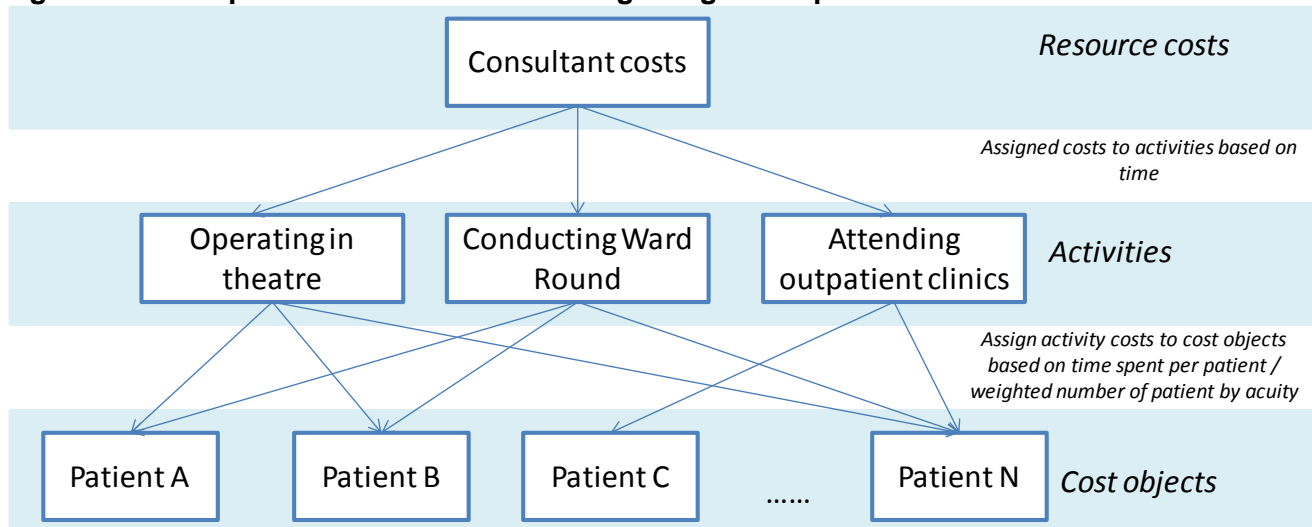 Consultant costs
Resource costs
Assigned costs to activities based on
time
Operating in
theatre
Conducting Ward
Round
Attending
outpatient clinics
Activities
Assign activity costs to cost objects
based on time spent per patient /
weighted number of patient by acuity
Patient A
Patient B
Patient C
......
Patient N
Cost objects